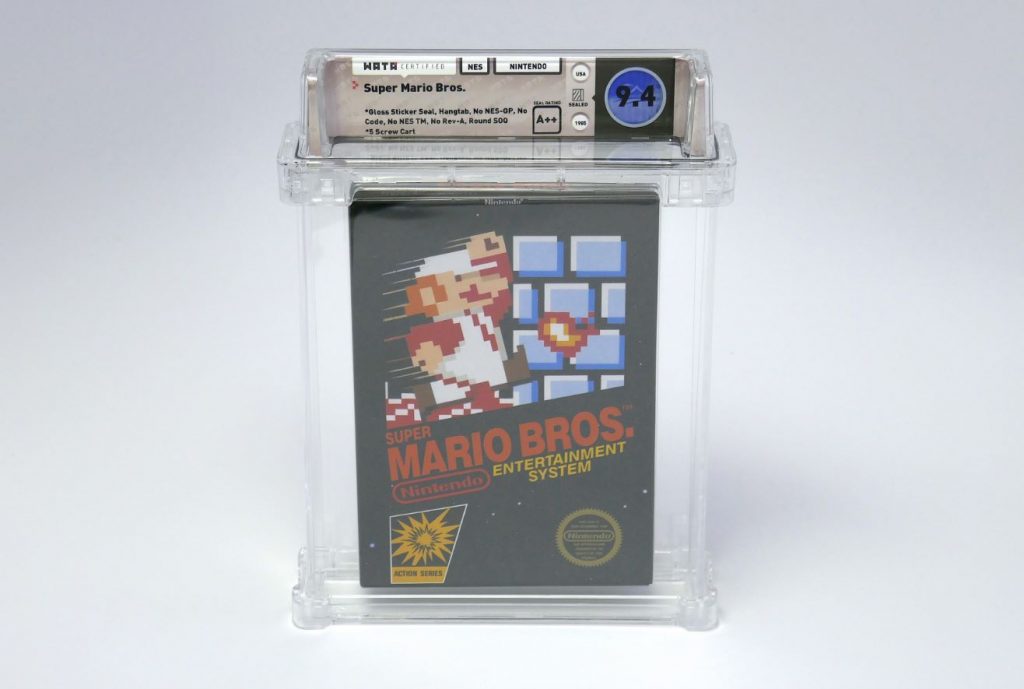 WATA CERTIFIED NES NINTENDO
USA
Super Mario Bros.
*Gloss Sticker Seal, Hangtab, No NES-GP, No
Code, No NES TM, No Rev-A, Round SOQ
*5 Screw Cart
SEAL RATING
A++
SEALED
1985
9.4
Nintendo®
SUPER
MARIO BROS.™
Nintendo
ENTERTAINMENT
SYSTEM
ACTION SERIES
Nintendo